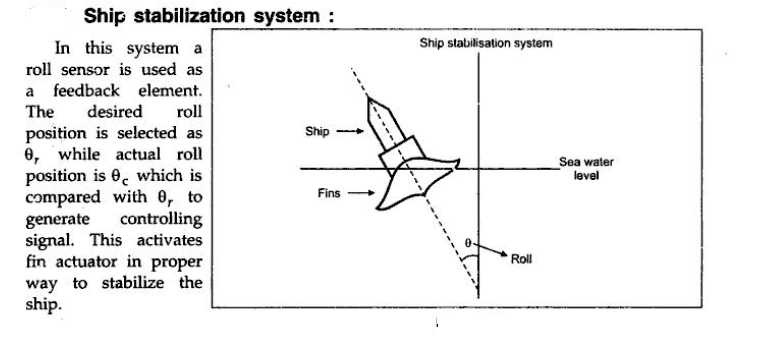 Ship stabilization system :
In this system a
roll sensor is used as
a feedback element.
The desired roll
position is selected as
θr, while actual roll
position is θc which is
compared with θr to
generate controlling
signal. This activates
fin actuator in proper
way to stabilize the
ship.
Ship stabilisation system
Ship
Sea water
level
Fins
θ
Roll